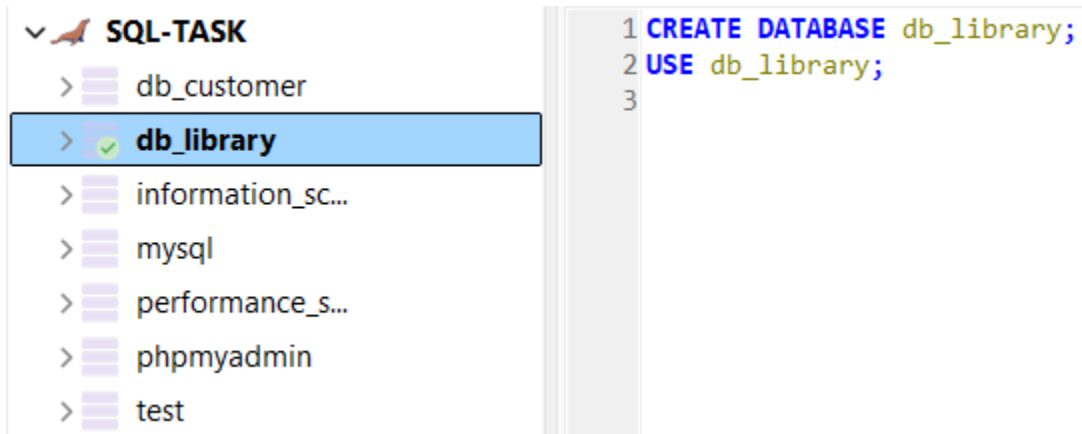 SQL-TASK
db_customer
db_library
information_sc...
mysql
performance_s...
phpmyadmin
test
1 CREATE DATABASE db_library;
2 USE db_library;
3